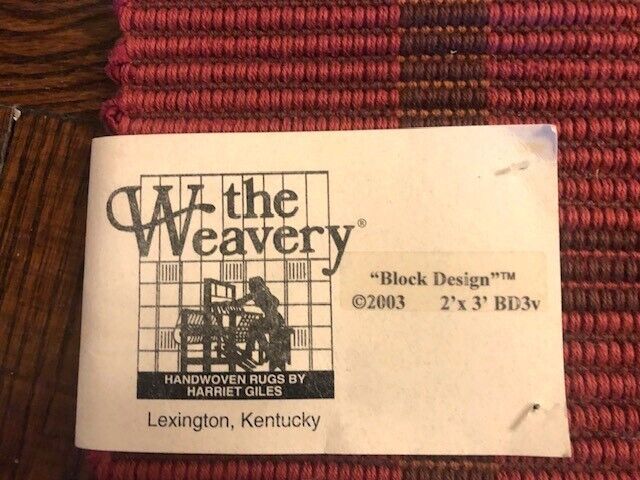 the
Weavery®
HANDWOVEN RUGS BY
HARRIET GILES
Lexington, Kentucky
“Block Design”™
©2003 2'x 3' BD3v